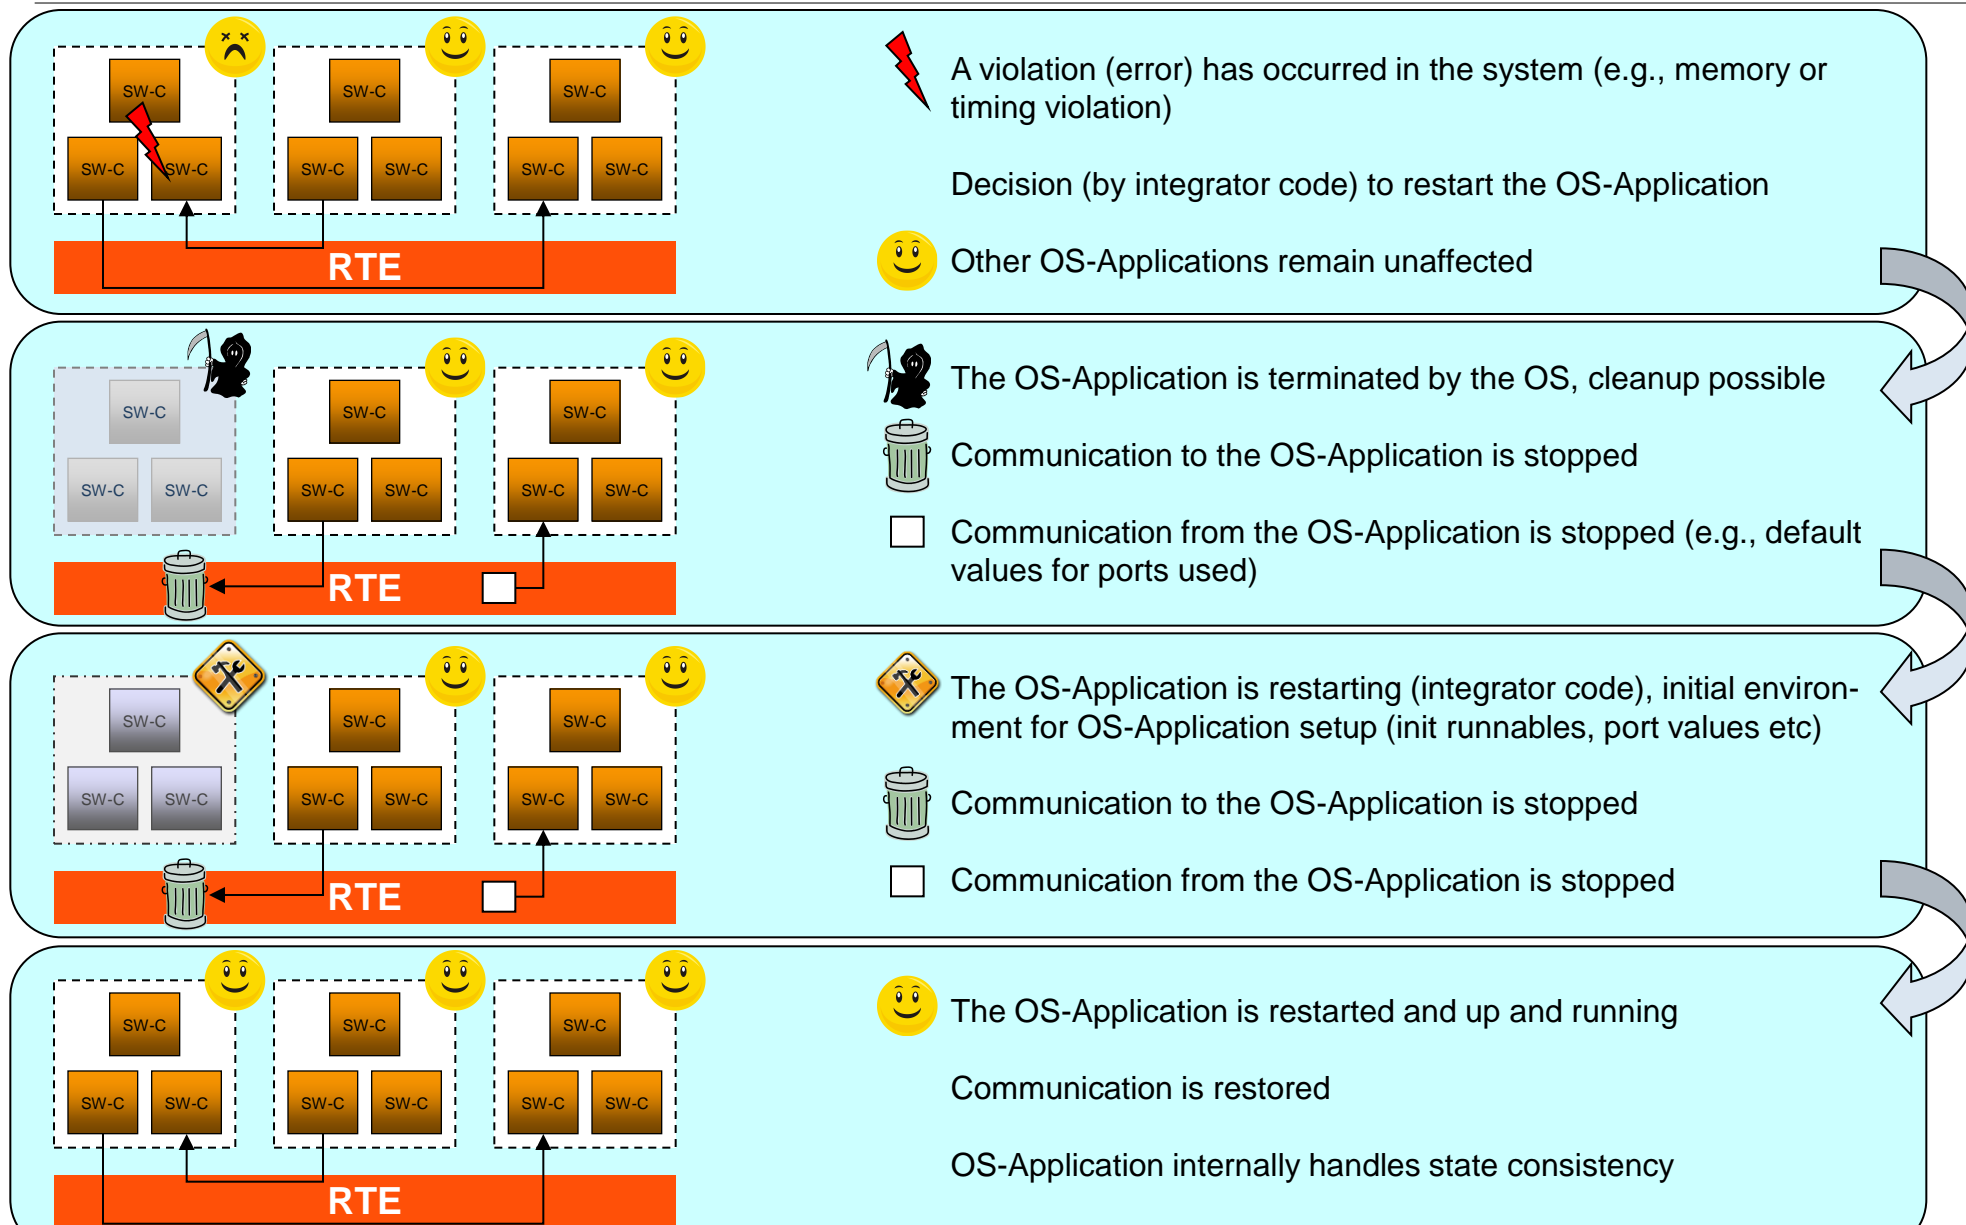 SW-C
SW-C
SW-C
SW-C SW-C
SW-C SW-C
SW-C SW-C
RTE
A violation (error) has occurred in the system (e.g., memory or
timing violation)
Decision (by integrator code) to restart the OS-Application
Other OS-Applications remain unaffected
SW-C
SW-C
SW-C
SW-C SW-C
SW-C SW-C
SW-C SW-C
RTE
The OS-Application is terminated by the OS, cleanup possible
Communication to the OS-Application is stopped
Communication from the OS-Application is stopped (e.g., default
values for ports used)
SW-C
SW-C
SW-C
SW-C SW-C
SW-C SW-C
SW-C SW-C
RTE
The OS-Application is restarting (integrator code), initial environ-
ment for OS-Application setup (init runnables, port values etc)
Communication to the OS-Application is stopped
Communication from the OS-Application is stopped
SW-C
SW-C
SW-C
SW-C SW-C
SW-C SW-C
SW-C SW-C
RTE
The OS-Application is restarted and up and running
Communication is restored
OS-Application internally handles state consistency